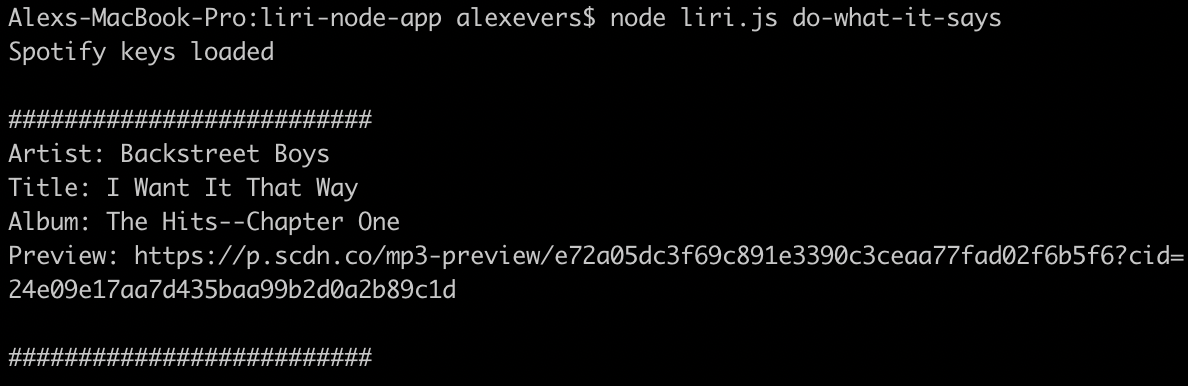 Alexs-MacBook-Pro:liri-node-app alexevers$ node liri.js do-what-it-says
Spotify keys loaded
##########################
Artist: Backstreet Boys
Title: I Want It That Way
Album: The Hits--Chapter One
Preview: https://p.scdn.co/mp3-preview/e72a05dc3f69c891e3390c3ceaa77fad02f6b5f6?cid=
24e09e17aa7d435baa99b2d0a2b89c1d
##########################